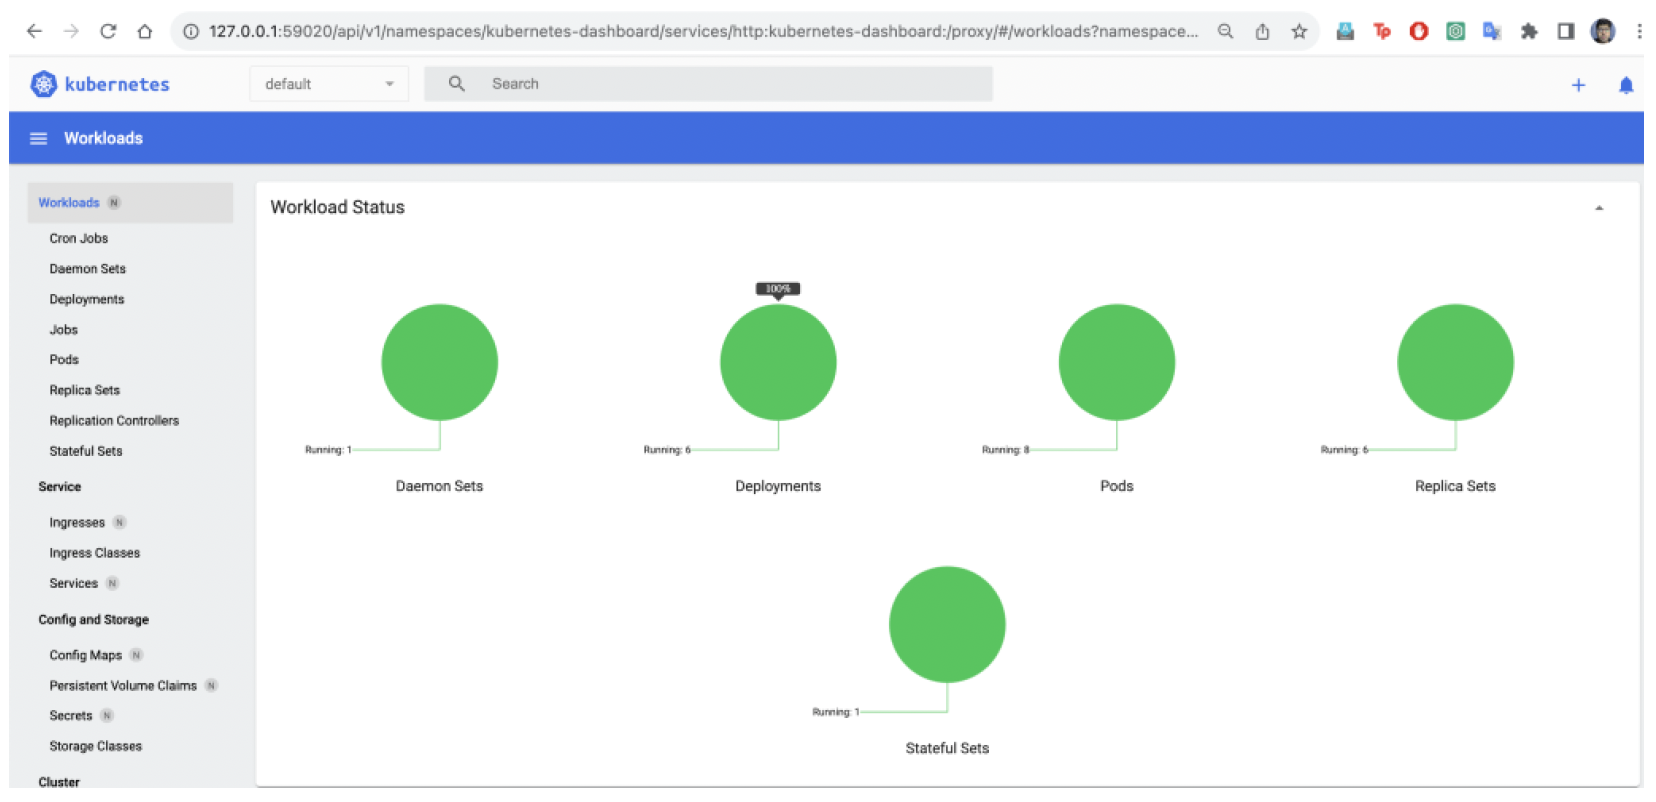 127.0.0.1:59020/api/v1/namespaces/kubernetes-dashboard/services/http:kubernetes-dashboard:/proxy/#/workloads?namespace...
kubernetes
default
Search
Workloads
Workloads N
Cron Jobs
Daemon Sets
Deployments
Jobs
Pods
Replica Sets
Replication Controllers
Stateful Sets
Service
Ingresses N
Ingress Classes
Services N
Config and Storage
Config Maps N
Persistent Volume Claims N
Secrets N
Storage Classes
Cluster
Workload Status
100%
Running: 1
Running: 6
Running: 8
Running: 6
Daemon Sets
Deployments
Pods
Replica Sets
Running: 1
Stateful Sets